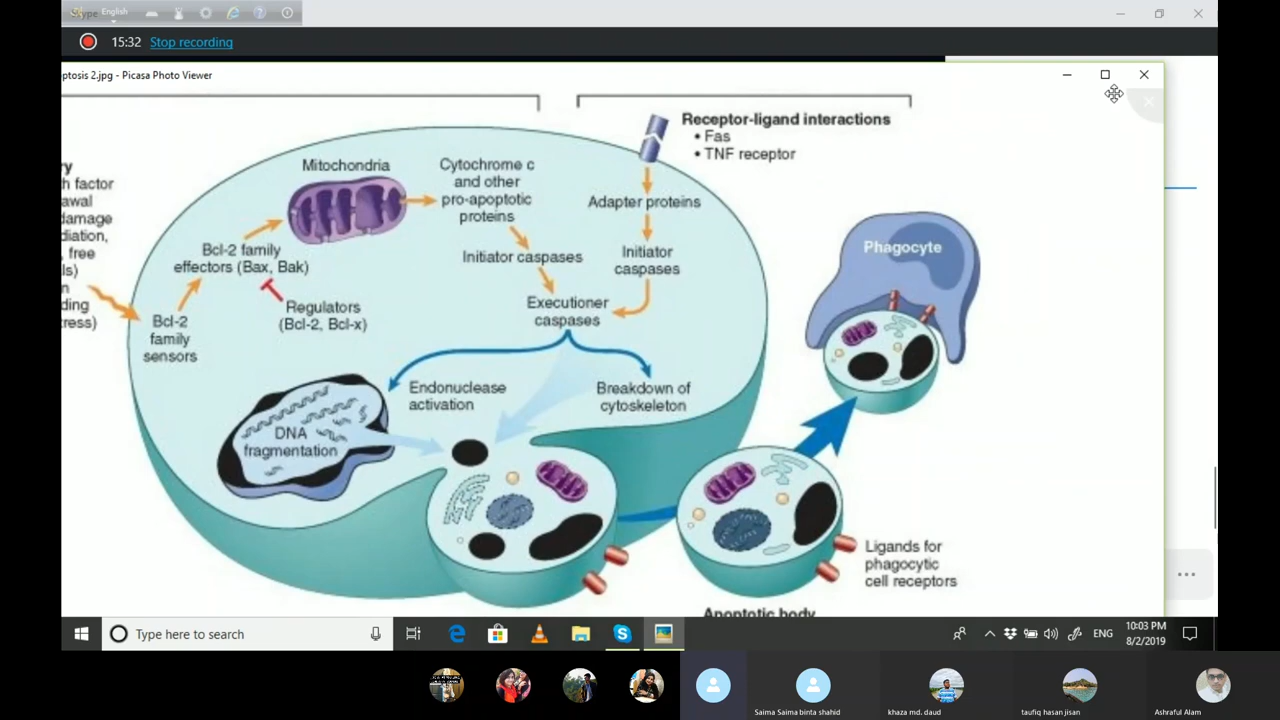 Skype
English
15:32 Stop recording
ptosis 2.jpg - Picasa Photo Viewer
Receptor-ligand interactions
• Fas
• TNF receptor
Mitochondria
Cytochrome c
and other
pro-apoptotic
proteins
Adapter proteins
Initiator caspases
Initiator
caspases
Executioner
caspases
ry
h factor
awal
damage
diation,
, free
ls)
n
ding
tress)
Bcl-2 family
effectors (Bax, Bak)
Regulators
(Bcl-2, Bcl-x)
Bcl-2
family
sensors
Endonuclease
activation
Breakdown of
cytoskeleton
DNA
fragmentation
Phagocyte
Ligands for
phagocytic
cell receptors
Apoptotic body
Type here to search
ENG
10:03 PM
8/2/2019
Saima Saima binta shahid
khaza md. daud
taufiq hasan jisan
Ashraful Alam